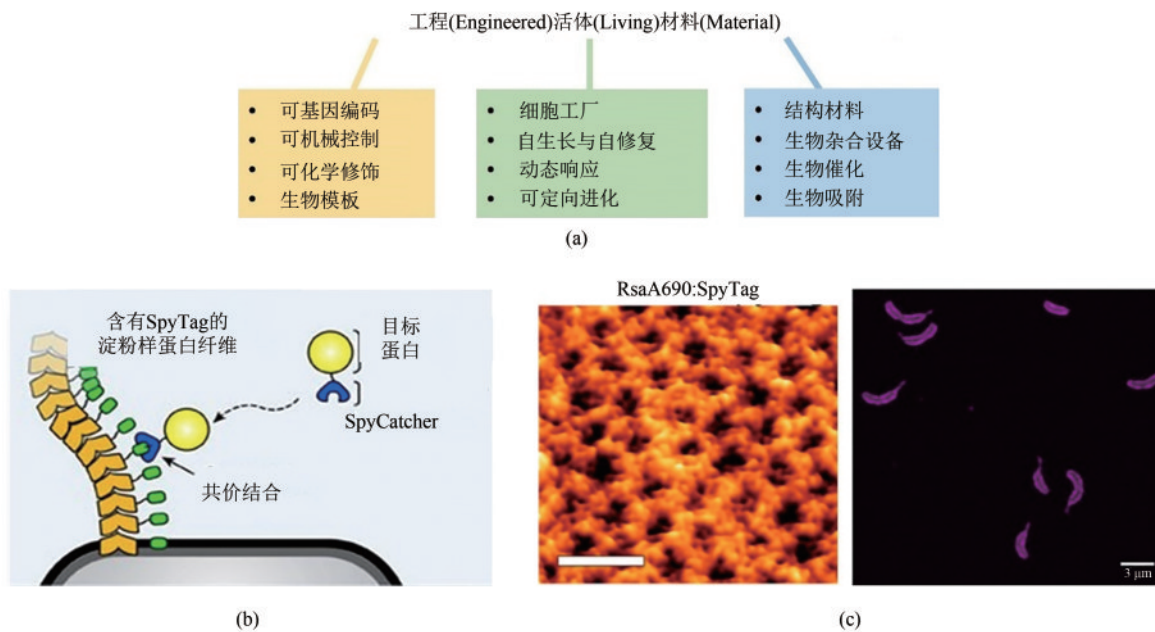 工程(Engineered)活体(Living)材料(Material)
• 可基因编码
• 可机械控制
• 可化学修饰
• 生物模板
• 细胞工厂
• 自生长与自修复
• 动态响应
• 可定向进化
• 结构材料
• 生物杂合设备
• 生物催化
• 生物吸附
(a)
含有SpyTag的
淀粉样蛋白纤维
目标
蛋白
SpyCatcher
共价结合
(b)
RsaA690:SpyTag
3 μm
(c)